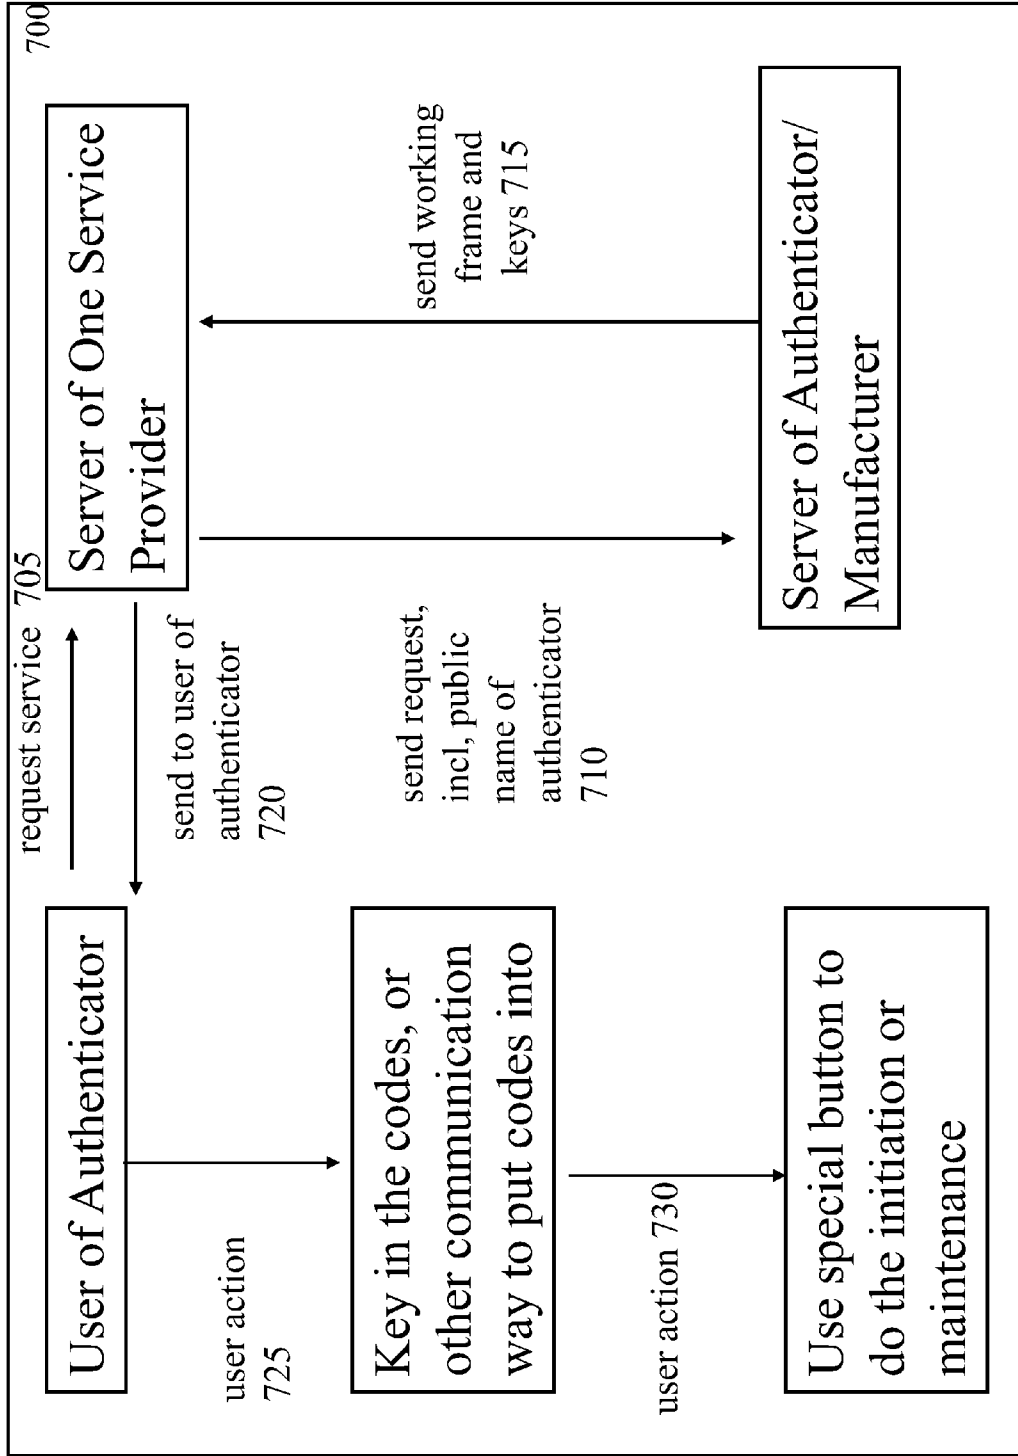 700
User of Authenticator
request service 705
Server of One Service
Provider
send to user of
authenticator
720
user action
725
Key in the codes, or
other communication
way to put codes into
send request,
incl, public
name of
authenticator
710
send working
frame and
keys 715
user action 730
Use special button to
do the initiation or
maintenance
Server of Authenticator/
Manufacturer